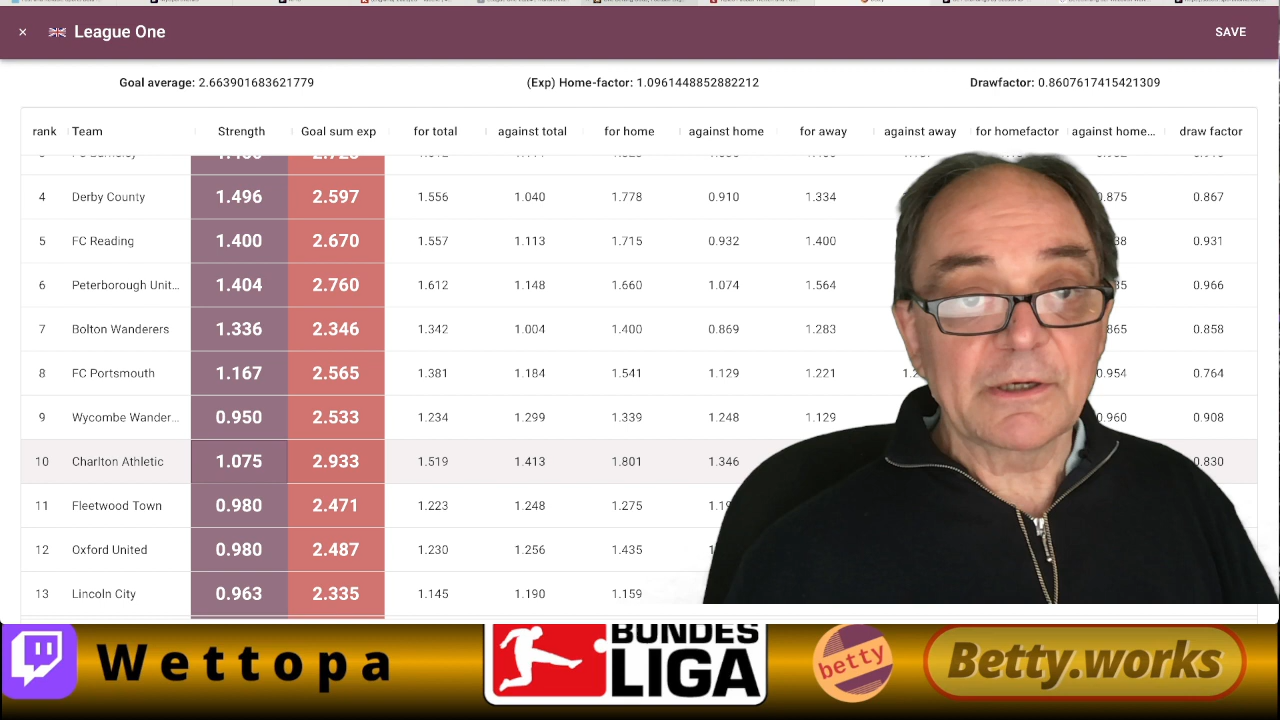 × League One SAVE
Goal average: 2.663901683621779 (Exp) Home-factor: 1.0961448852882212 Drawfactor: 0.8607617415421309
rank Team Strength Goal sum exp for total against total for home against home for away against away for homefactor against home... draw factor
4 Derby County 1.496 2.597 1.556 1.040 1.778 0.910 1.334 0.875 0.867
5 FC Reading 1.400 2.670 1.557 1.113 1.715 0.932 1.400 0.931
6 Peterborough Unit... 1.404 2.760 1.612 1.148 1.660 1.074 1.564 0.966
7 Bolton Wanderers 1.336 2.346 1.342 1.004 1.400 0.869 1.283 0.858
8 FC Portsmouth 1.167 2.565 1.381 1.184 1.541 1.129 1.221 0.954 0.764
9 Wycombe Wander... 0.950 2.533 1.234 1.299 1.339 1.248 1.129 0.960 0.908
10 Charlton Athletic 1.075 2.933 1.519 1.413 1.801 1.346 0.830
11 Fleetwood Town 0.980 2.471 1.223 1.248 1.275
12 Oxford United 0.980 2.487 1.230 1.256 1.435
13 Lincoln City 0.963 2.335 1.145 1.190 1.159
Wettopa
BUNDES
LIGA
betty
Betty.works